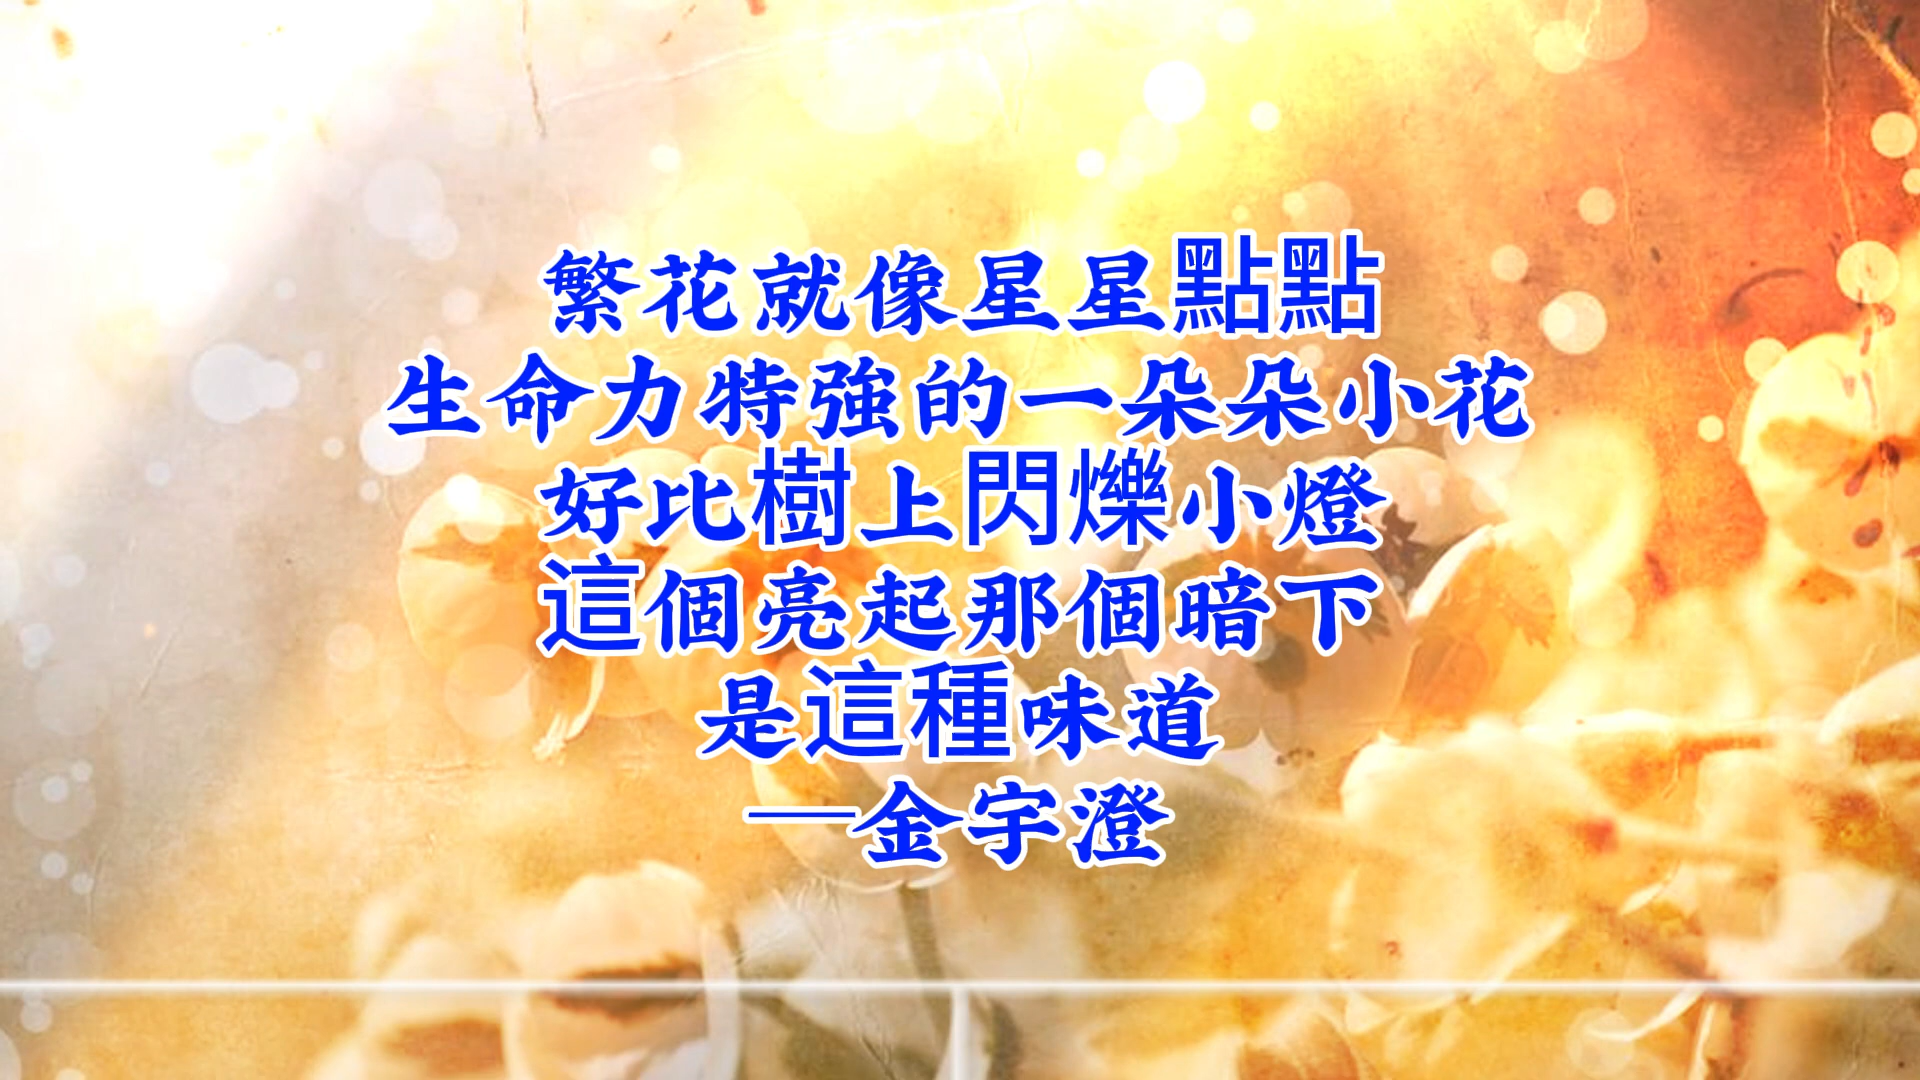 繁花就像星星點點
生命力特強的一朵朵小花
好比樹上閃爍小燈
這個亮起那個暗下
是這種味道
—金宇澄